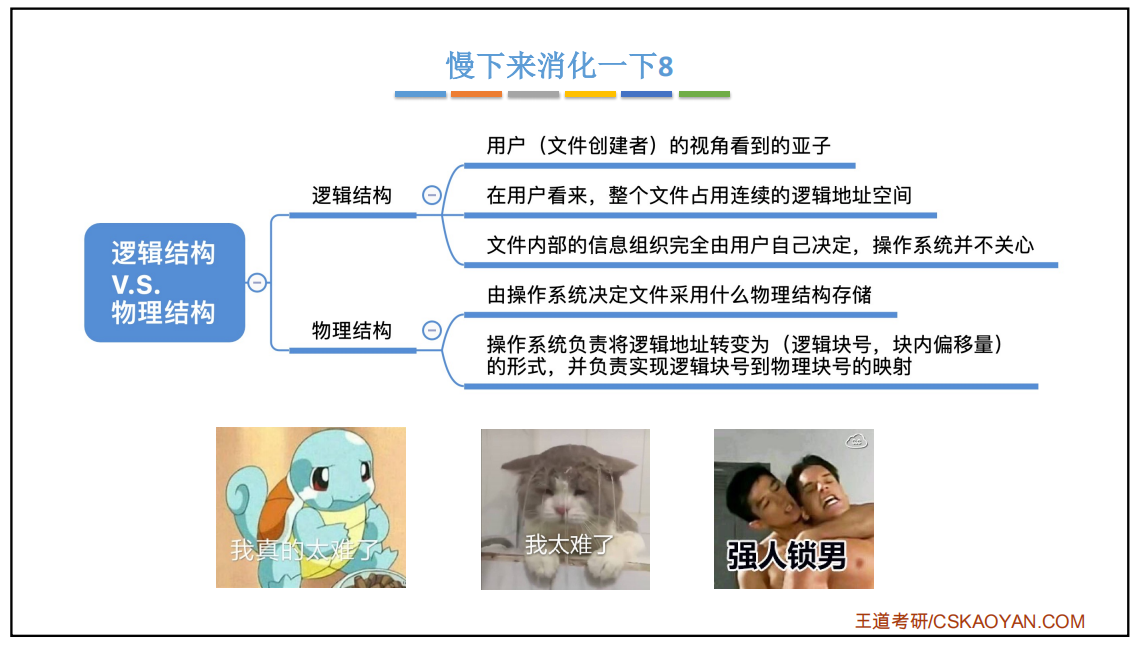 慢下来消化一下8
逻辑结构
V.S.
物理结构
逻辑结构
用户（文件创建者）的视角看到的亚子
在用户看来，整个文件占用连续的逻辑地址空间
文件内部的信息组织完全由用户自己决定，操作系统并不关心
物理结构
由操作系统决定文件采用什么物理结构存储
操作系统负责将逻辑地址转变为（逻辑块号，块内偏移量）
的形式，并负责实现逻辑块号到物理块号的映射
我真的太难了
我太难了
强人锁男
王道考研/CSKAOYAN.COM